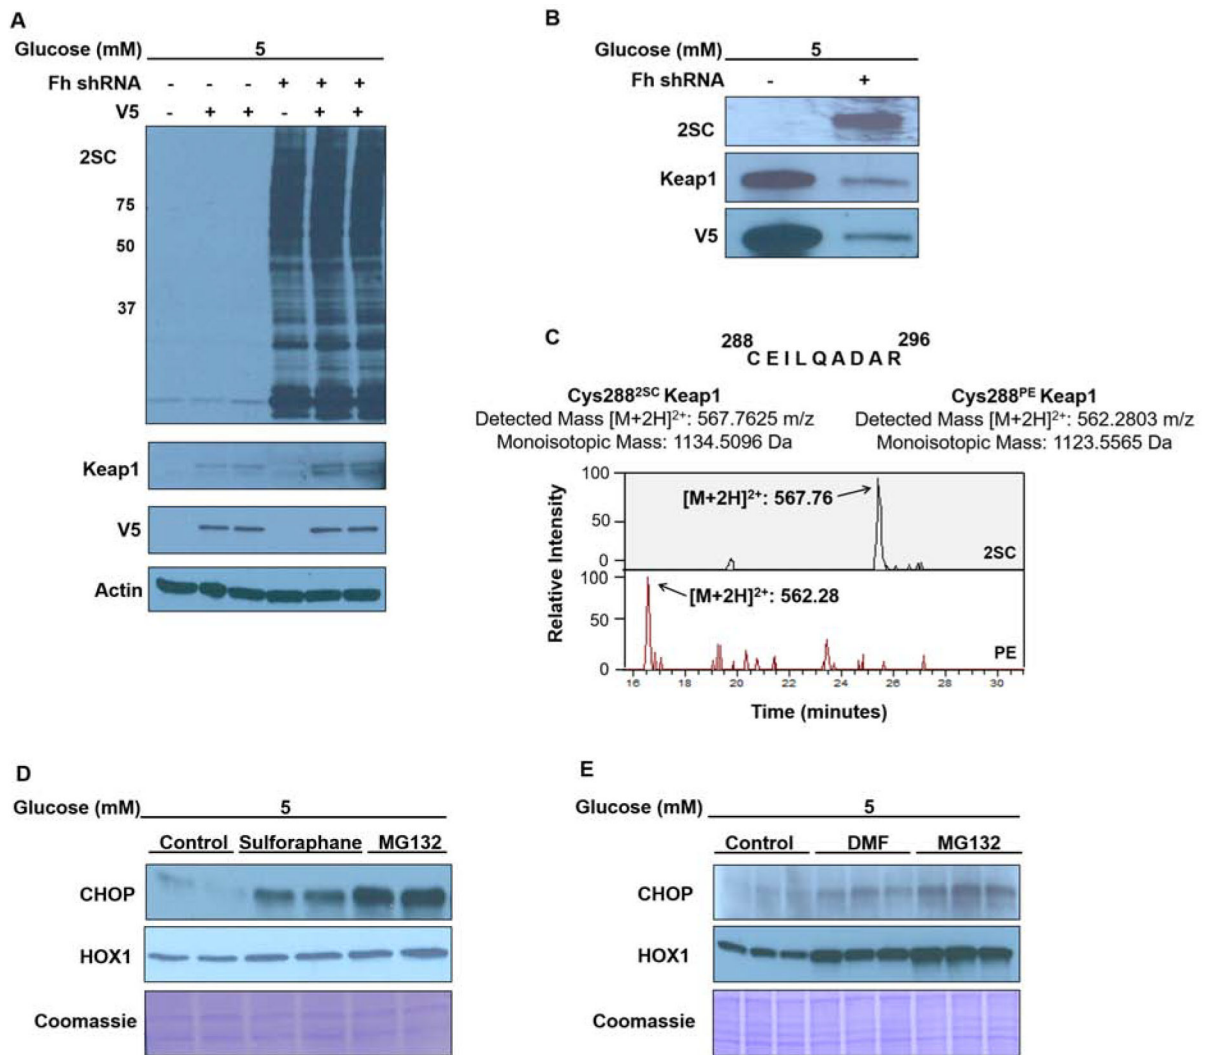 A
Glucose (mM) 5
Fh shRNA - - - + + +
V5 - + + - + +
2SC
75
50
37
Keap1
V5
Actin
B
Glucose (mM) 5
Fh shRNA - +
2SC
Keap1
V5
C
288 296
C E I L Q A D A R
Cys288²ˢᶜ Keap1
Detected Mass [M+2H]²⁺: 567.7625 m/z
Monoisotopic Mass: 1134.5096 Da
Cys288ᴾᴱ Keap1
Detected Mass [M+2H]²⁺: 562.2803 m/z
Monoisotopic Mass: 1123.5565 Da
Relative Intensity
100
50
0
[M+2H]²⁺: 567.76
2SC
100
50
0
[M+2H]²⁺: 562.28
PE
16 18 20 22 24 26 28 30
Time (minutes)
D
Glucose (mM) 5
Control Sulforaphane MG132
CHOP
HOX1
Coomassie
E
Glucose (mM) 5
Control DMF MG132
CHOP
HOX1
Coomassie